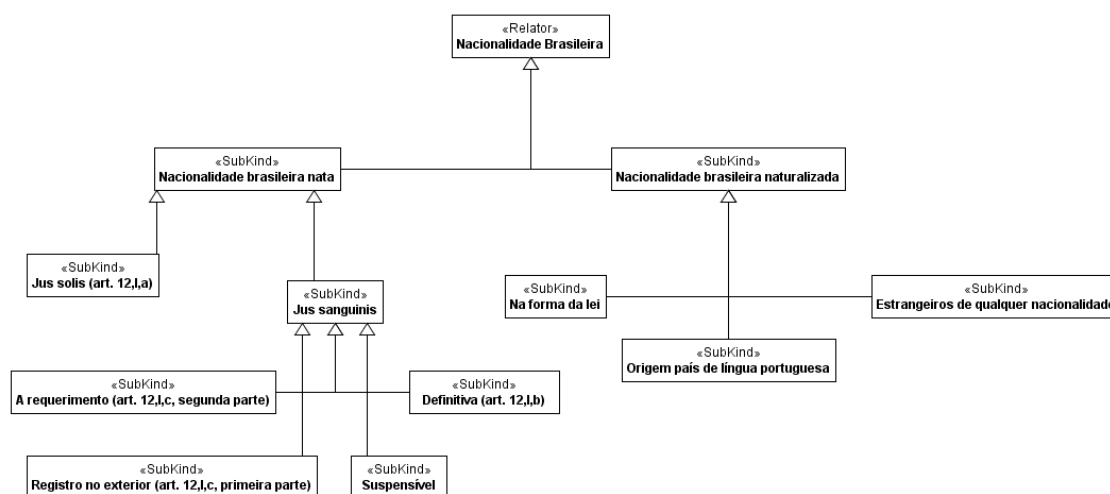 «Relator»
Nacionalidade Brasileira
«SubKind»
Nacionalidade brasileira nata
«SubKind»
Nacionalidade brasileira naturalizada
«SubKind»
Jus solis (art. 12,I,a)
«SubKind»
Jus sanguinis
«SubKind»
Na forma da lei
«SubKind»
Estrangeiros de qualquer nacionalidade
«SubKind»
Origem país de língua portuguesa
«SubKind»
A requerimento (art. 12,I,c, segunda parte)
«SubKind»
Definitiva (art. 12,I,b)
«SubKind»
Registro no exterior (art. 12,I,c, primeira parte)
«SubKind»
Suspensível